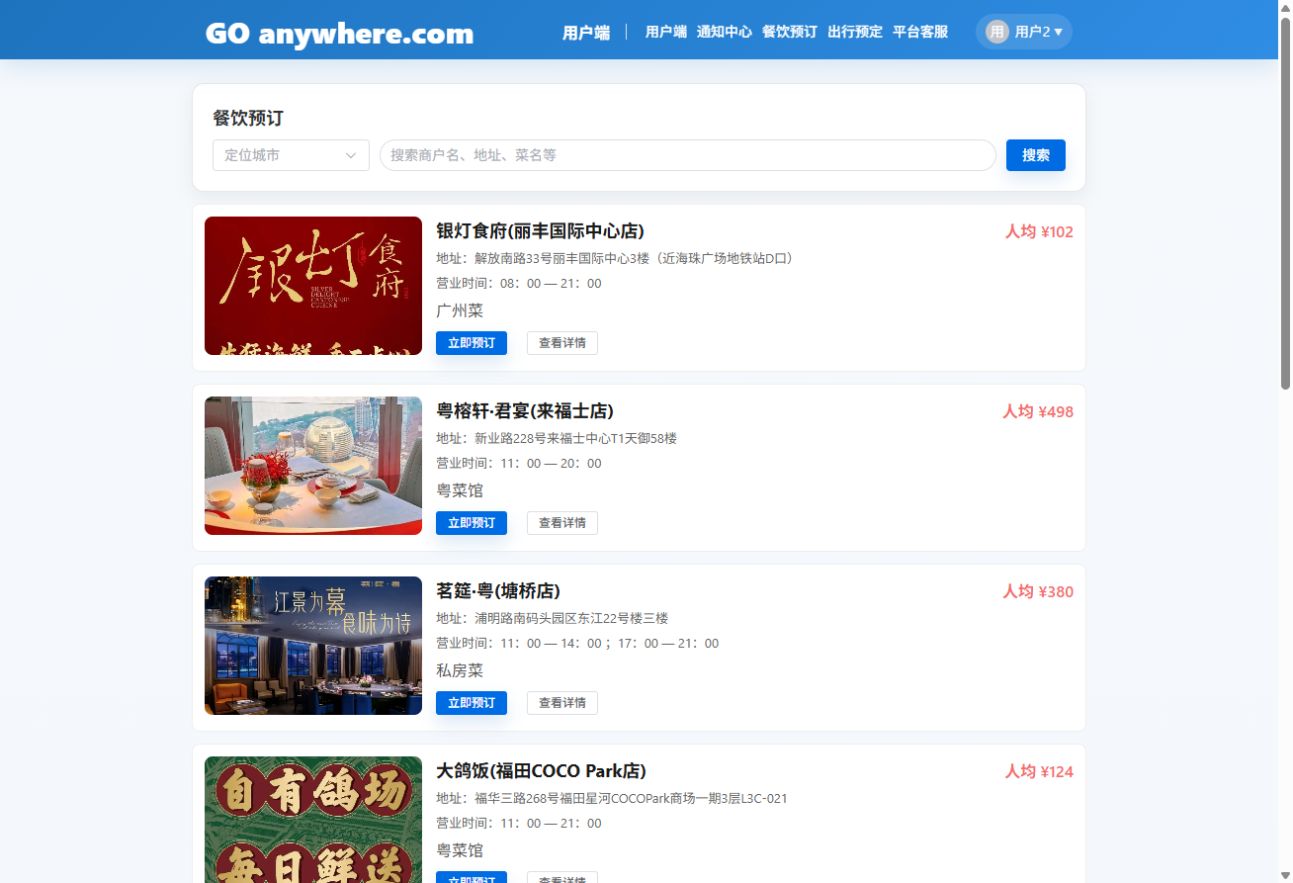 GO anywhere.com
用户端 | 用户端 通知中心 餐饮预订 出行预定 平台客服 用 用户2 ▾
餐饮预订
定位城市 搜索商户名、地址、菜名等 搜索
银灯食府
SILVER
DELIGHT
CANTONESE
CUISINE
银灯食府(丽丰国际中心店)
人均 ¥102
地址：解放南路33号丽丰国际中心3楼（近海珠广场地铁站D口）
营业时间：08：00 — 21：00
广州菜
立即预订 查看详情
粤榕轩·君宴(来福士店)
人均 ¥498
地址：新业路228号来福士中心T1天御58楼
营业时间：11：00 — 20：00
粤菜馆
立即预订 查看详情
江景为幕
食味为诗
茗筵·粤(塘桥店)
人均 ¥380
地址：浦明路南码头园区东江22号楼三楼
营业时间：11：00 — 14：00；17：00 — 21：00
私房菜
立即预订 查看详情
自有鸽场
每日鲜送
大鸽饭(福田COCO Park店)
人均 ¥124
地址：福华三路268号福田星河COCOPark商场一期3层L3C-021
营业时间：11：00 — 21：00
粤菜馆
立即预订 查看详情